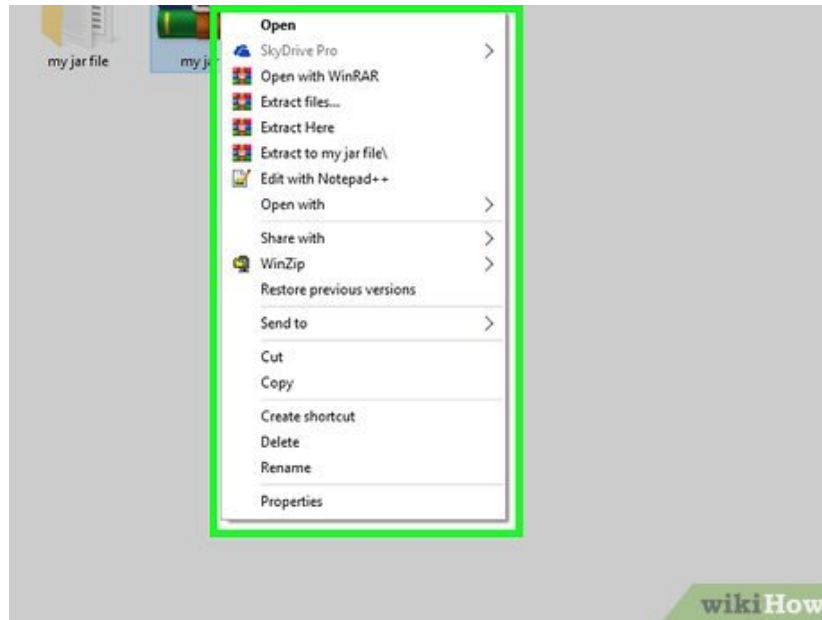 my jar file
my ja
Open
SkyDrive Pro
Open with WinRAR
Extract files...
Extract Here
Extract to my jar file\
Edit with Notepad++
Open with
Share with
WinZip
Restore previous versions
Send to
Cut
Copy
Create shortcut
Delete
Rename
Properties
wikiHow